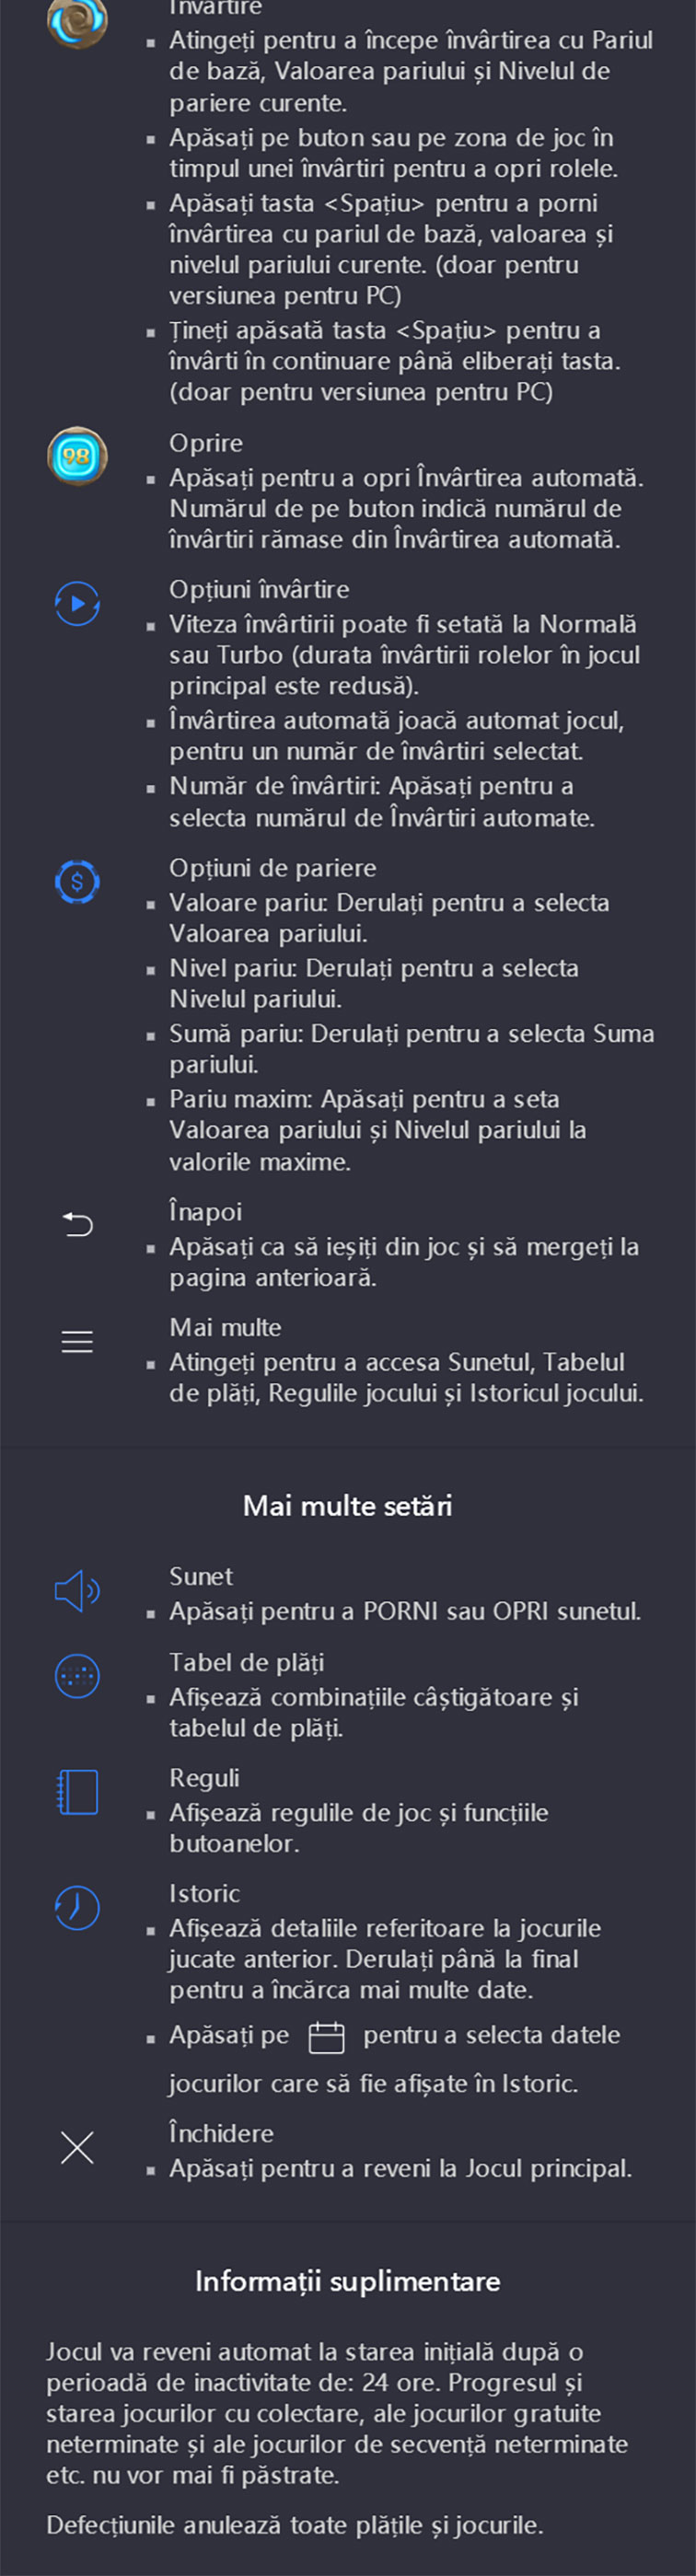 Învârtire
Atingeți pentru a începe învârtirea cu Pariul
de bază, Valoarea pariului și Nivelul de
pariere curente.
Apăsați pe buton sau pe zona de joc în
timpul unei învârtiri pentru a opri rolele.
Apăsați tasta <Spațiu> pentru a porni
învârtirea cu pariul de bază, valoarea și
nivelul pariului curente. (doar pentru
versiunea pentru PC)
Țineți apăsată tasta <Spațiu> pentru a
învârti în continuare până eliberați tasta.
(doar pentru versiunea pentru PC)
98
Oprire
Apăsați pentru a opri Învârtirea automată.
Numărul de pe buton indică numărul de
învârtiri rămase din Învârtirea automată.
Opțiuni învârtire
Viteza învârtirii poate fi setată la Normală
sau Turbo (durata învârtirii rolelor în jocul
principal este redusă).
Învârtirea automată joacă automat jocul,
pentru un număr de învârtiri selectat.
Număr de învârtiri: Apăsați pentru a
selecta numărul de Învârtiri automate.
$
Opțiuni de pariere
Valoare pariu: Derulați pentru a selecta
Valoarea pariului.
Nivel pariu: Derulați pentru a selecta
Nivelul pariului.
Sumă pariu: Derulați pentru a selecta Suma
pariului.
Pariu maxim: Apăsați pentru a seta
Valoarea pariului și Nivelul pariului la
valorile maxime.
Înapoi
Apăsați ca să ieșiți din joc și să mergeți la
pagina anterioară.
Mai multe
Atingeți pentru a accesa Sunetul, Tabelul
de plăți, Regulile jocului și Istoricul jocului.
Mai multe setări
Sunet
Apăsați pentru a PORNI sau OPRI sunetul.
Tabel de plăți
Afișează combinațiile câștigătoare și
tabelul de plăți.
Reguli
Afișează regulile de joc și funcțiile
butoanelor.
Istoric
Afișează detaliile referitoare la jocurile
jucate anterior. Derulați până la final
pentru a încărca mai multe date.
Apăsați pe pentru a selecta datele
jocurilor care să fie afișate în Istoric.
Închidere
Apăsați pentru a reveni la Jocul principal.
Informații suplimentare
Jocul va reveni automat la starea inițială după o
perioadă de inactivitate de: 24 ore. Progresul și
starea jocurilor cu colectare, ale jocurilor gratuite
neterminate și ale jocurilor de secvență neterminate
etc. nu vor mai fi păstrate.
Defecțiunile anulează toate plățile și jocurile.